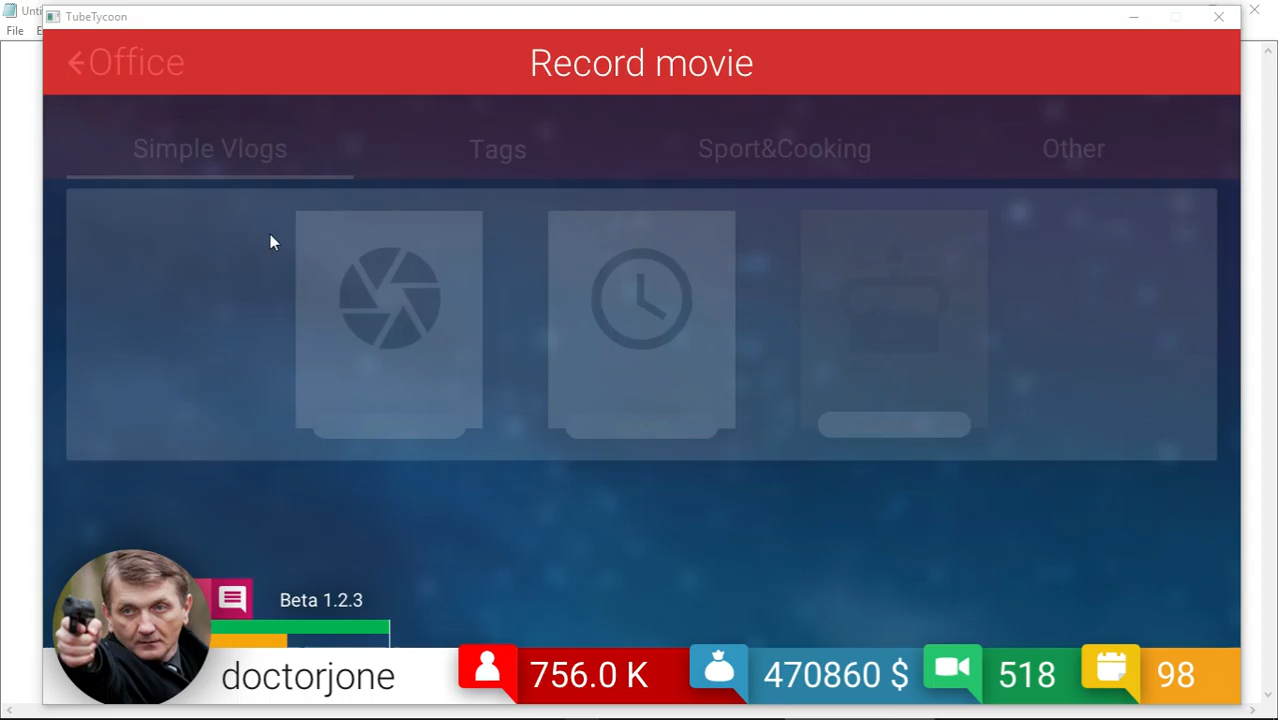 Unti
TubeTycoon
File
E
Office
Record movie
Simple Vlogs
Tags
Sport&Cooking
Other
Beta 1.2.3
doctorjone
756.0 K
470860 $
518
98